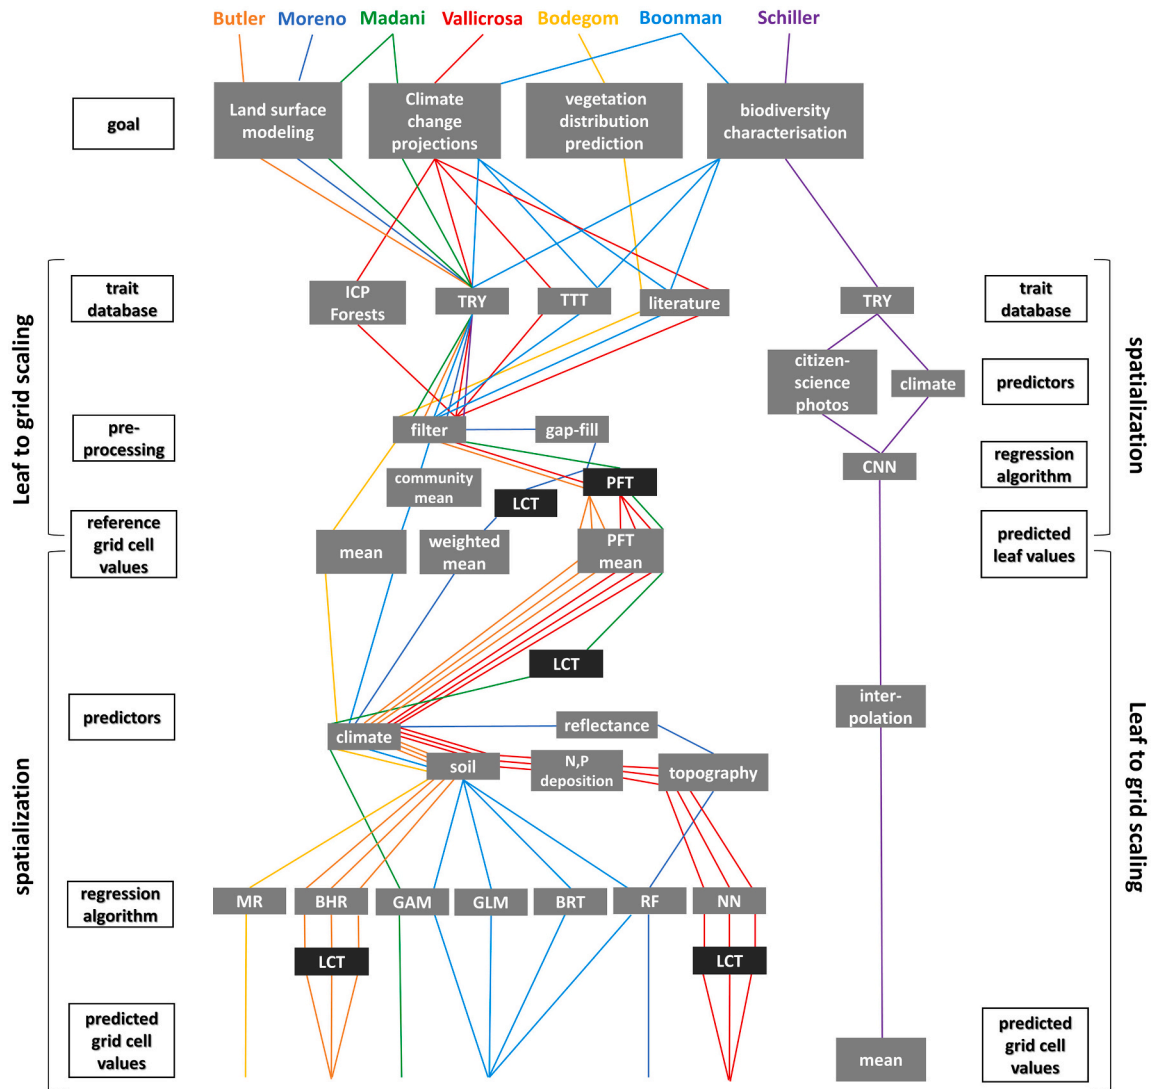 Butler Moreno Madani Vallicrosa Bodegom Boonman Schiller
goal
Land surface
modeling
Climate
change
projections
vegetation
distribution
prediction
biodiversity
characterisation
Leaf to grid scaling
trait
database
ICP
Forests
TRY
TTT
literature
TRY
trait
database
spatialization
citizen-
science
photos
climate
predictors
pre-
processing
filter
gap-fill
community
mean
LCT
PFT
CNN
regression
algorithm
reference
grid cell
values
mean
weighted
mean
PFT
mean
predicted
leaf values
LCT
spatialization
predictors
climate
reflectance
soil
N,P
deposition
topography
inter-
polation
Leaf to grid scaling
regression
algorithm
MR
BHR
GAM
GLM
BRT
RF
NN
LCT
LCT
predicted
grid cell
values
mean
predicted
grid cell
values